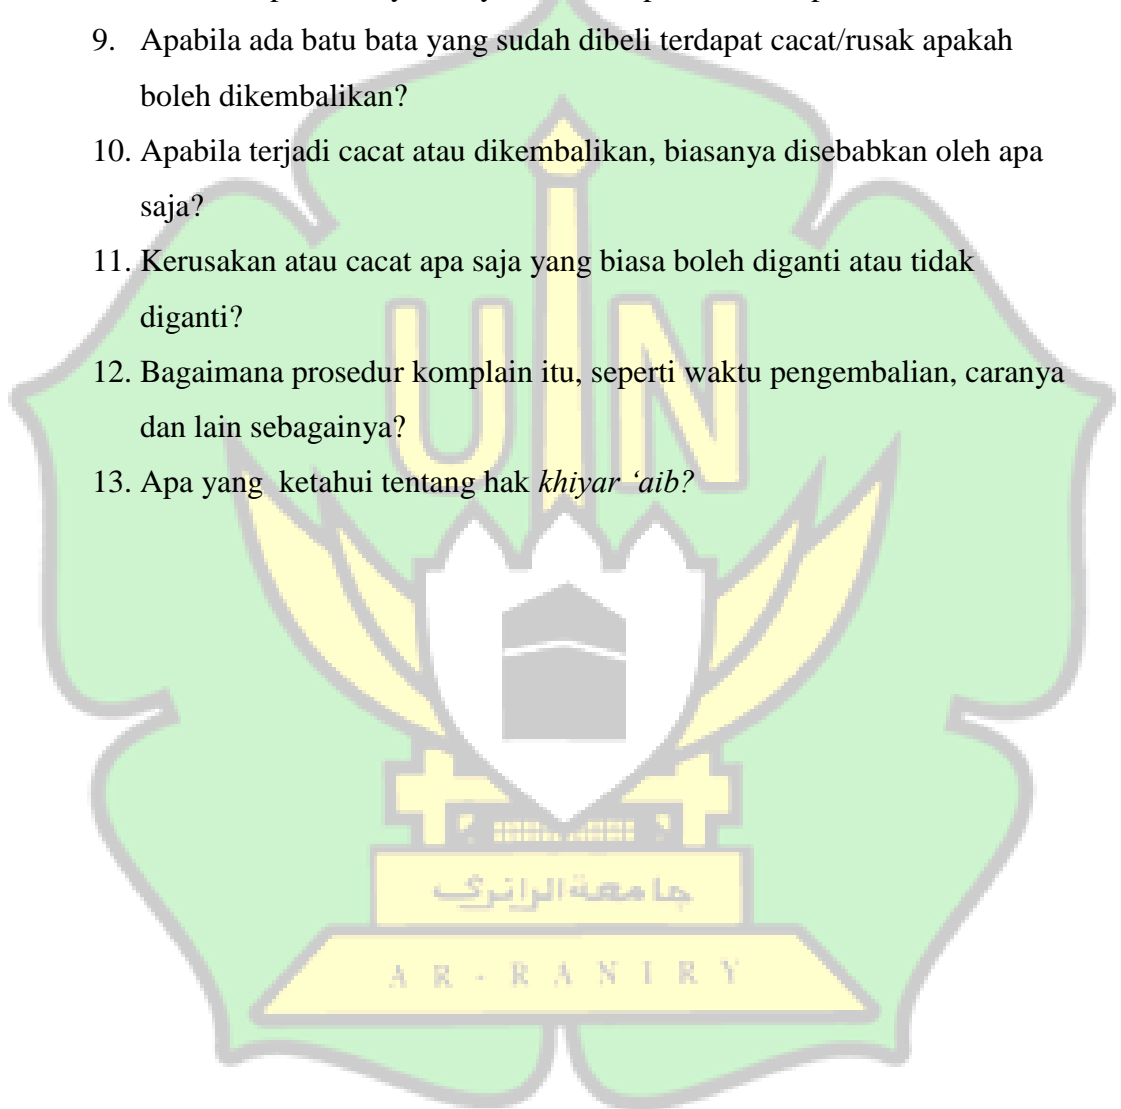 9. Apabila ada batu bata yang sudah dibeli terdapat cacat/rusak apakah
boleh dikembalikan?
10. Apabila terjadi cacat atau dikembalikan, biasanya disebabkan oleh apa
saja?
11. Kerusakan atau cacat apa saja yang biasa boleh diganti atau tidak
diganti?
12. Bagaimana prosedur komplain itu, seperti waktu pengembalian, caranya
dan lain sebagainya?
13. Apa yang  ketahui tentang hak khiyar ‘aib?
UIN
جامعة الرانري
AR-RANIRY